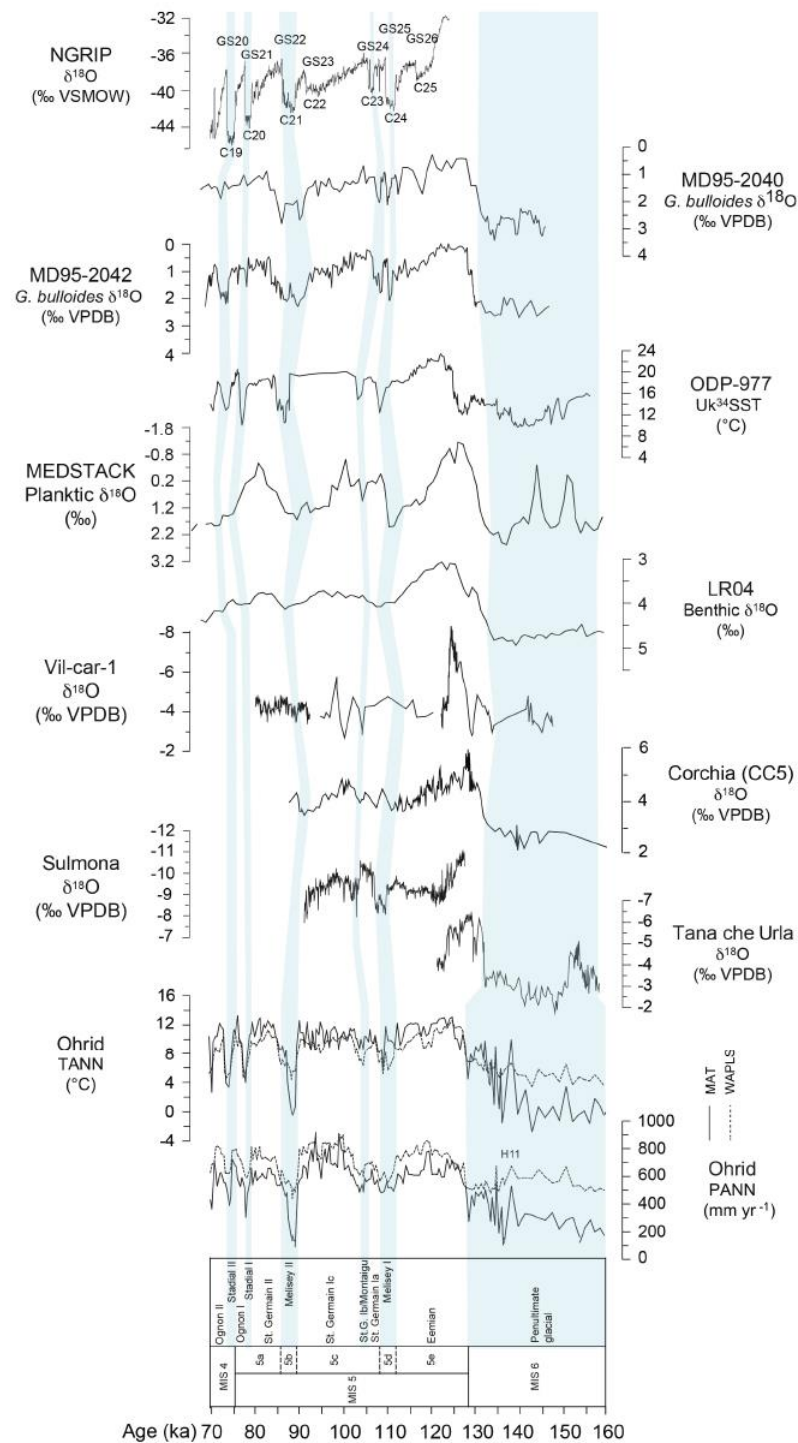 NGRIP
δ18O
(‰ VSMOW)
-32
-36
-40
-44
GS20
GS21
GS22
GS23
GS24
GS25
GS26
C19
C20
C21
C22
C23
C24
C25
0
1
2
3
4
MD95-2040
G. bulloides δ18O
(‰ VPDB)
MD95-2042
G. bulloides δ18O
(‰ VPDB)
0
1
2
3
4
24
20
16
12
8
4
ODP-977
Uk34SST
(°C)
MEDSTACK
Planktic δ18O
(‰)
-1.8
-0.8
0.2
1.2
2.2
3.2
3
4
5
LR04
Benthic δ18O
(‰)
Vil-car-1
δ18O
(‰ VPDB)
-8
-6
-4
-2
6
4
2
Corchia (CC5)
δ18O
(‰ VPDB)
Sulmona
δ18O
(‰ VPDB)
-12
-11
-10
-9
-8
-7
-7
-6
-5
-4
-3
-2
Tana che Urla
δ18O
(‰ VPDB)
Ohrid
TANN
(°C)
16
12
8
4
0
-4
MAT
WAPLS
1000
800
600
400
200
0
H11
Ohrid
PANN
(mm yr-1)
Ognon II
Stadial II
Ognon I
Stadial I
St. Germain II
Melisey II
St. Germain Ic
St.G. Ib/Montaigu
St. Germain Ia
Melisey I
Eemian
Penultimate
glacial
MIS 4
5a
5b
5c
5d
5e
MIS 5
MIS 6
Age (ka) 70 80 90 100 110 120 130 140 150 160